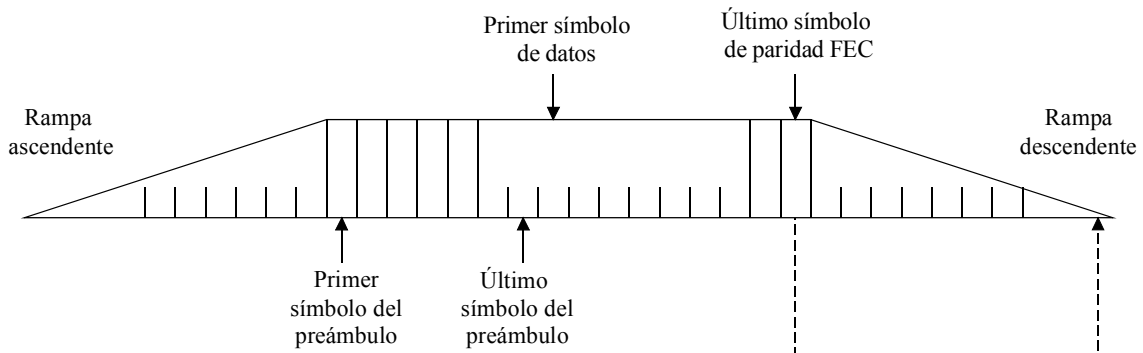 Primer símbolo
de datos
Último símbolo
de paridad FEC
Rampa
ascendente
Rampa
descendente
Primer
símbolo del
preámbulo
Último
símbolo del
preámbulo